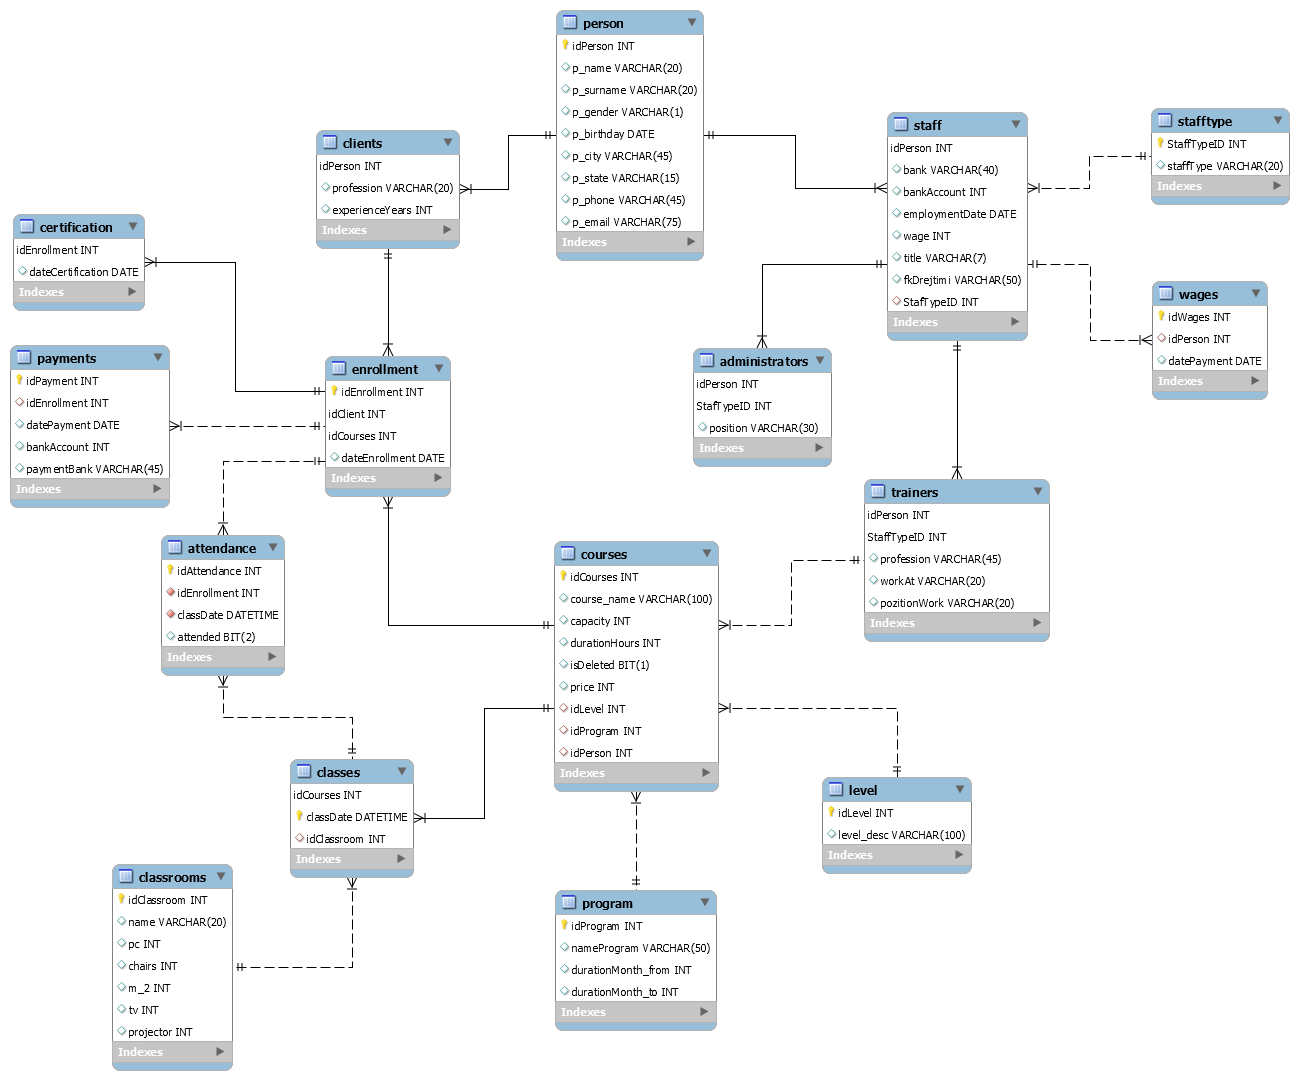 person
idPerson INT
p_name VARCHAR(20)
p_surname VARCHAR(20)
p_gender VARCHAR(1)
p_birthday DATE
p_city VARCHAR(45)
p_state VARCHAR(15)
p_phone VARCHAR(45)
p_email VARCHAR(75)
Indexes
clients
idPerson INT
profession VARCHAR(20)
experienceYears INT
Indexes
staff
idPerson INT
bank VARCHAR(40)
bankAccount INT
employmentDate DATE
wage INT
title VARCHAR(7)
fkDrejtimi VARCHAR(50)
StafTypeID INT
Indexes
stafftype
StaffTypeID INT
staffType VARCHAR(20)
Indexes
certification
idEnrollment INT
dateCertification DATE
Indexes
wages
idWages INT
idPerson INT
datePayment DATE
Indexes
payments
idPayment INT
idEnrollment INT
datePayment DATE
bankAccount INT
paymentBank VARCHAR(45)
Indexes
enrollment
idEnrollment INT
idClient INT
idCourses INT
dateEnrollment DATE
Indexes
administrators
idPerson INT
StafTypeID INT
position VARCHAR(30)
Indexes
trainers
idPerson INT
StaffTypeID INT
profession VARCHAR(45)
workAt VARCHAR(20)
pozitionWork VARCHAR(20)
Indexes
attendance
idAttendance INT
idEnrollment INT
classDate DATETIME
attended BIT(2)
Indexes
courses
idCourses INT
course_name VARCHAR(100)
capacity INT
durationHours INT
isDeleted BIT(1)
price INT
idLevel INT
idProgram INT
idPerson INT
Indexes
classes
idCourses INT
classDate DATETIME
idClassroom INT
Indexes
level
idLevel INT
level_desc VARCHAR(100)
Indexes
classrooms
idClassroom INT
name VARCHAR(20)
pc INT
chairs INT
m_2 INT
tv INT
projector INT
Indexes
program
idProgram INT
nameProgram VARCHAR(50)
durationMonth_from INT
durationMonth_to INT
Indexes